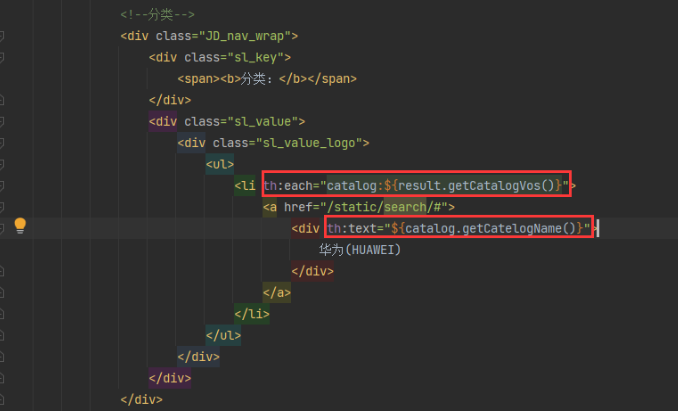 <!--分类-->
<div class="JD_nav_wrap">
<div class="sl_key">
<span><b>分类：</b></span>
</div>
<div class="sl_value">
<div class="sl_value_logo">
<ul>
<li th:each="catalog:${result.getCatalogVos()}">
<a href="/static/search/#">
<div th:text="${catalog.getCatelogName()}">
华为(HUAWEI)
</div>
</a>
</li>
</ul>
</div>
</div>
</div>